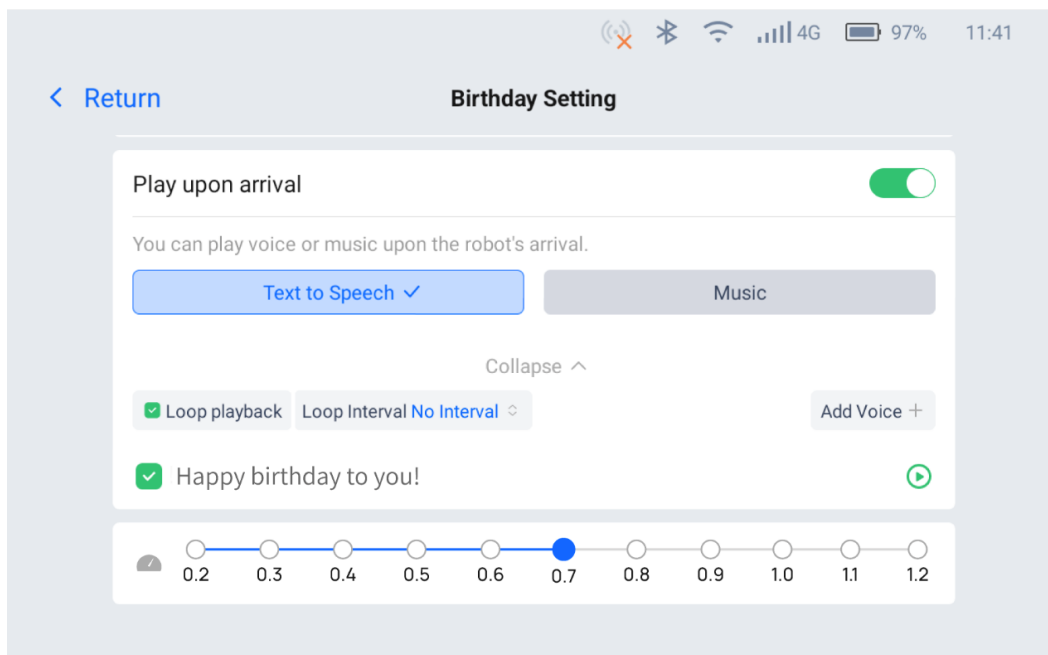 4G 97% 11:41
Return Birthday Setting
Play upon arrival
You can play voice or music upon the robot's arrival.
Text to Speech Music
Collapse
Loop playback Loop Interval No Interval Add Voice
Happy birthday to you!
0.2 0.3 0.4 0.5 0.6 0.7 0.8 0.9 1.0 1.1 1.2